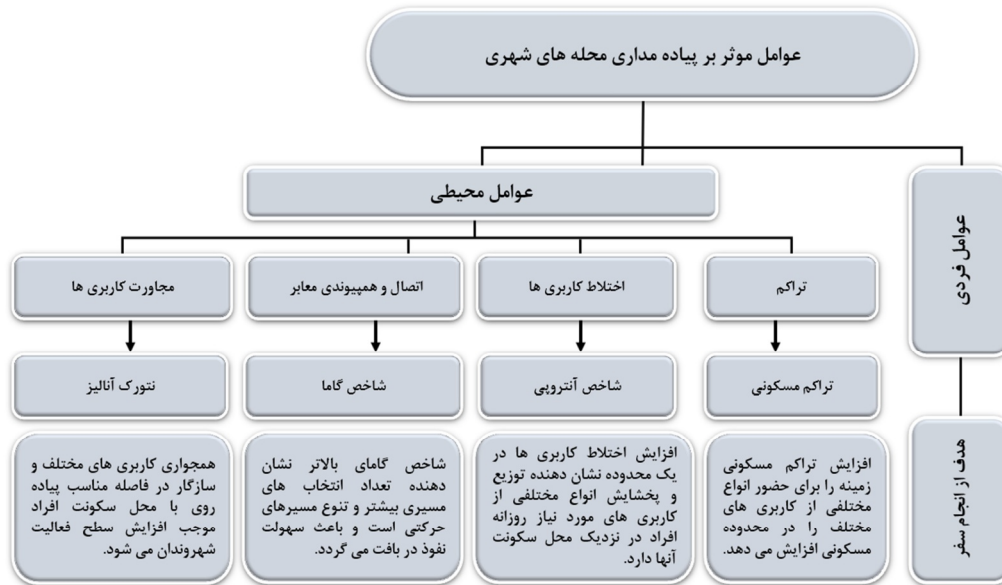 عوامل موثر بر پیاده مداری محله های شهری
عوامل فردی
عوامل محیطی
تراکم
اختلاط کاربری ها
اتصال و همپیوندی معابر
مجاورت کاربری ها
تراکم مسکونی
شاخص آنتروپی
شاخص گاما
نتورک آنالیز
هدف از انجام سفر
افزایش تراکم مسکونی
زمینه را برای حضور انواع
مختلفی از کاربری های
مختلف را در محدوده
مسکونی افزایش می دهد.
افزایش اختلاط کاربری ها در
یک محدوده نشان دهنده توزیع
و پخشایش انواع مختلفی از
کاربری های مورد نیاز روزانه
افراد در نزدیک محل سکونت
آنها دارد.
شاخص گامای بالاتر نشان
دهنده تعداد انتخاب های
مسیری بیشتر و تنوع مسیرهای
حرکتی است و باعث سهولت
نفوذ در بافت می گردد.
همجواری کاربری های مختلف و
سازگار در فاصله مناسب پیاده
روی با محل سکونت افراد
موجب افزایش سطح فعالیت
شهروندان می شود.